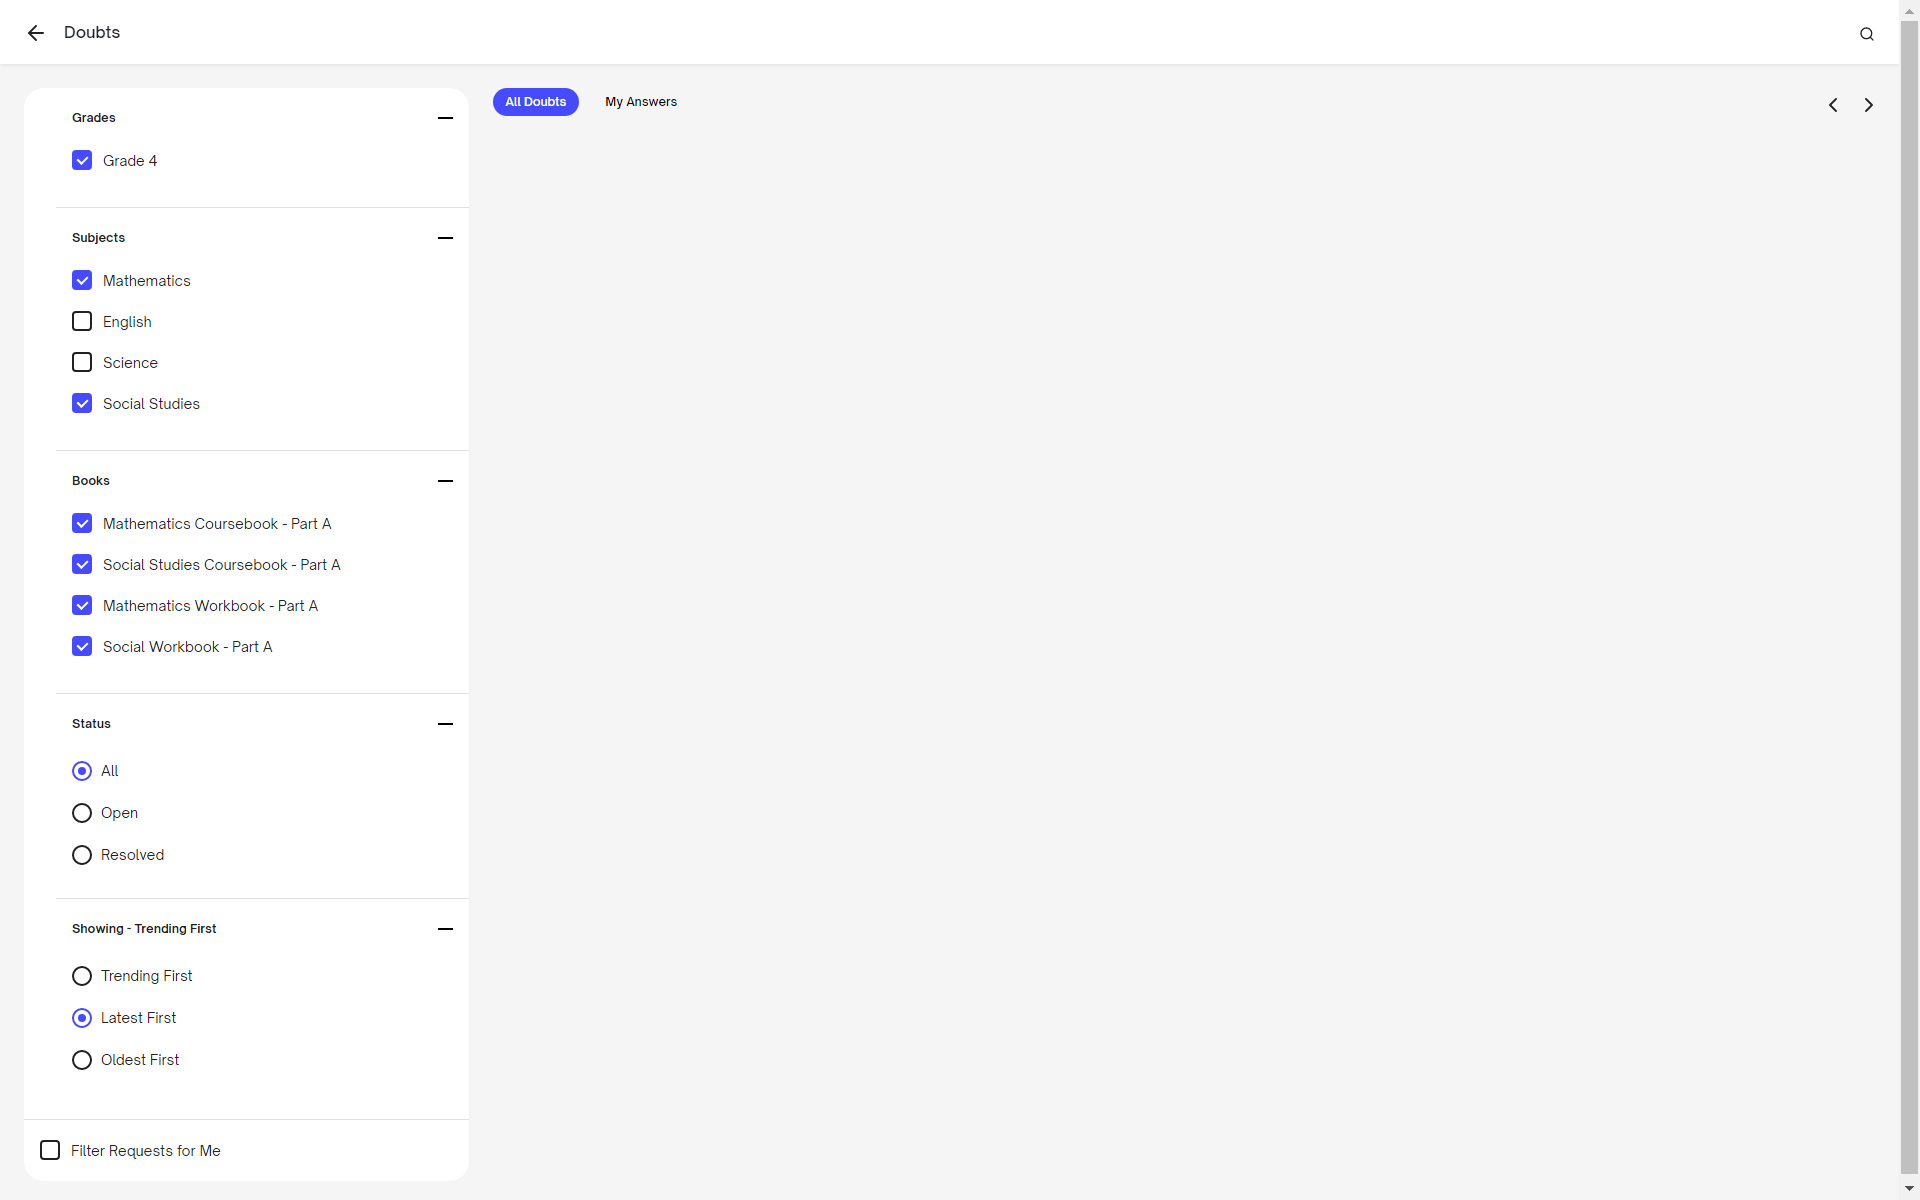 Doubts
Grades
Grade 4
Subjects
Mathematics
English
Science
Social Studies
Books
Mathematics Coursebook - Part A
Social Studies Coursebook - Part A
Mathematics Workbook - Part A
Social Workbook - Part A
Status
All
Open
Resolved
Showing - Trending First
Trending First
Latest First
Oldest First
Filter Requests for Me
All Doubts My Answers